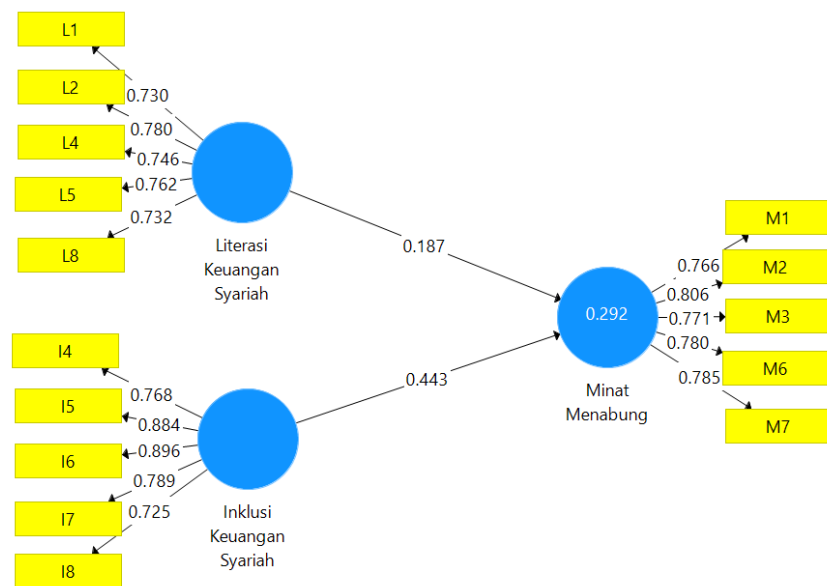 L1
0.730
L2
0.780
L4
0.746
L5
0.762
L8
0.732
Literasi
Keuangan
Syariah
0.187
I4
0.768
I5
0.884
I6
0.896
I7
0.789
I8
0.725
Inklusi
Keuangan
Syariah
0.443
0.292
Minat
Menabung
M1
0.766
M2
0.806
M3
0.771
M6
0.780
M7
0.785